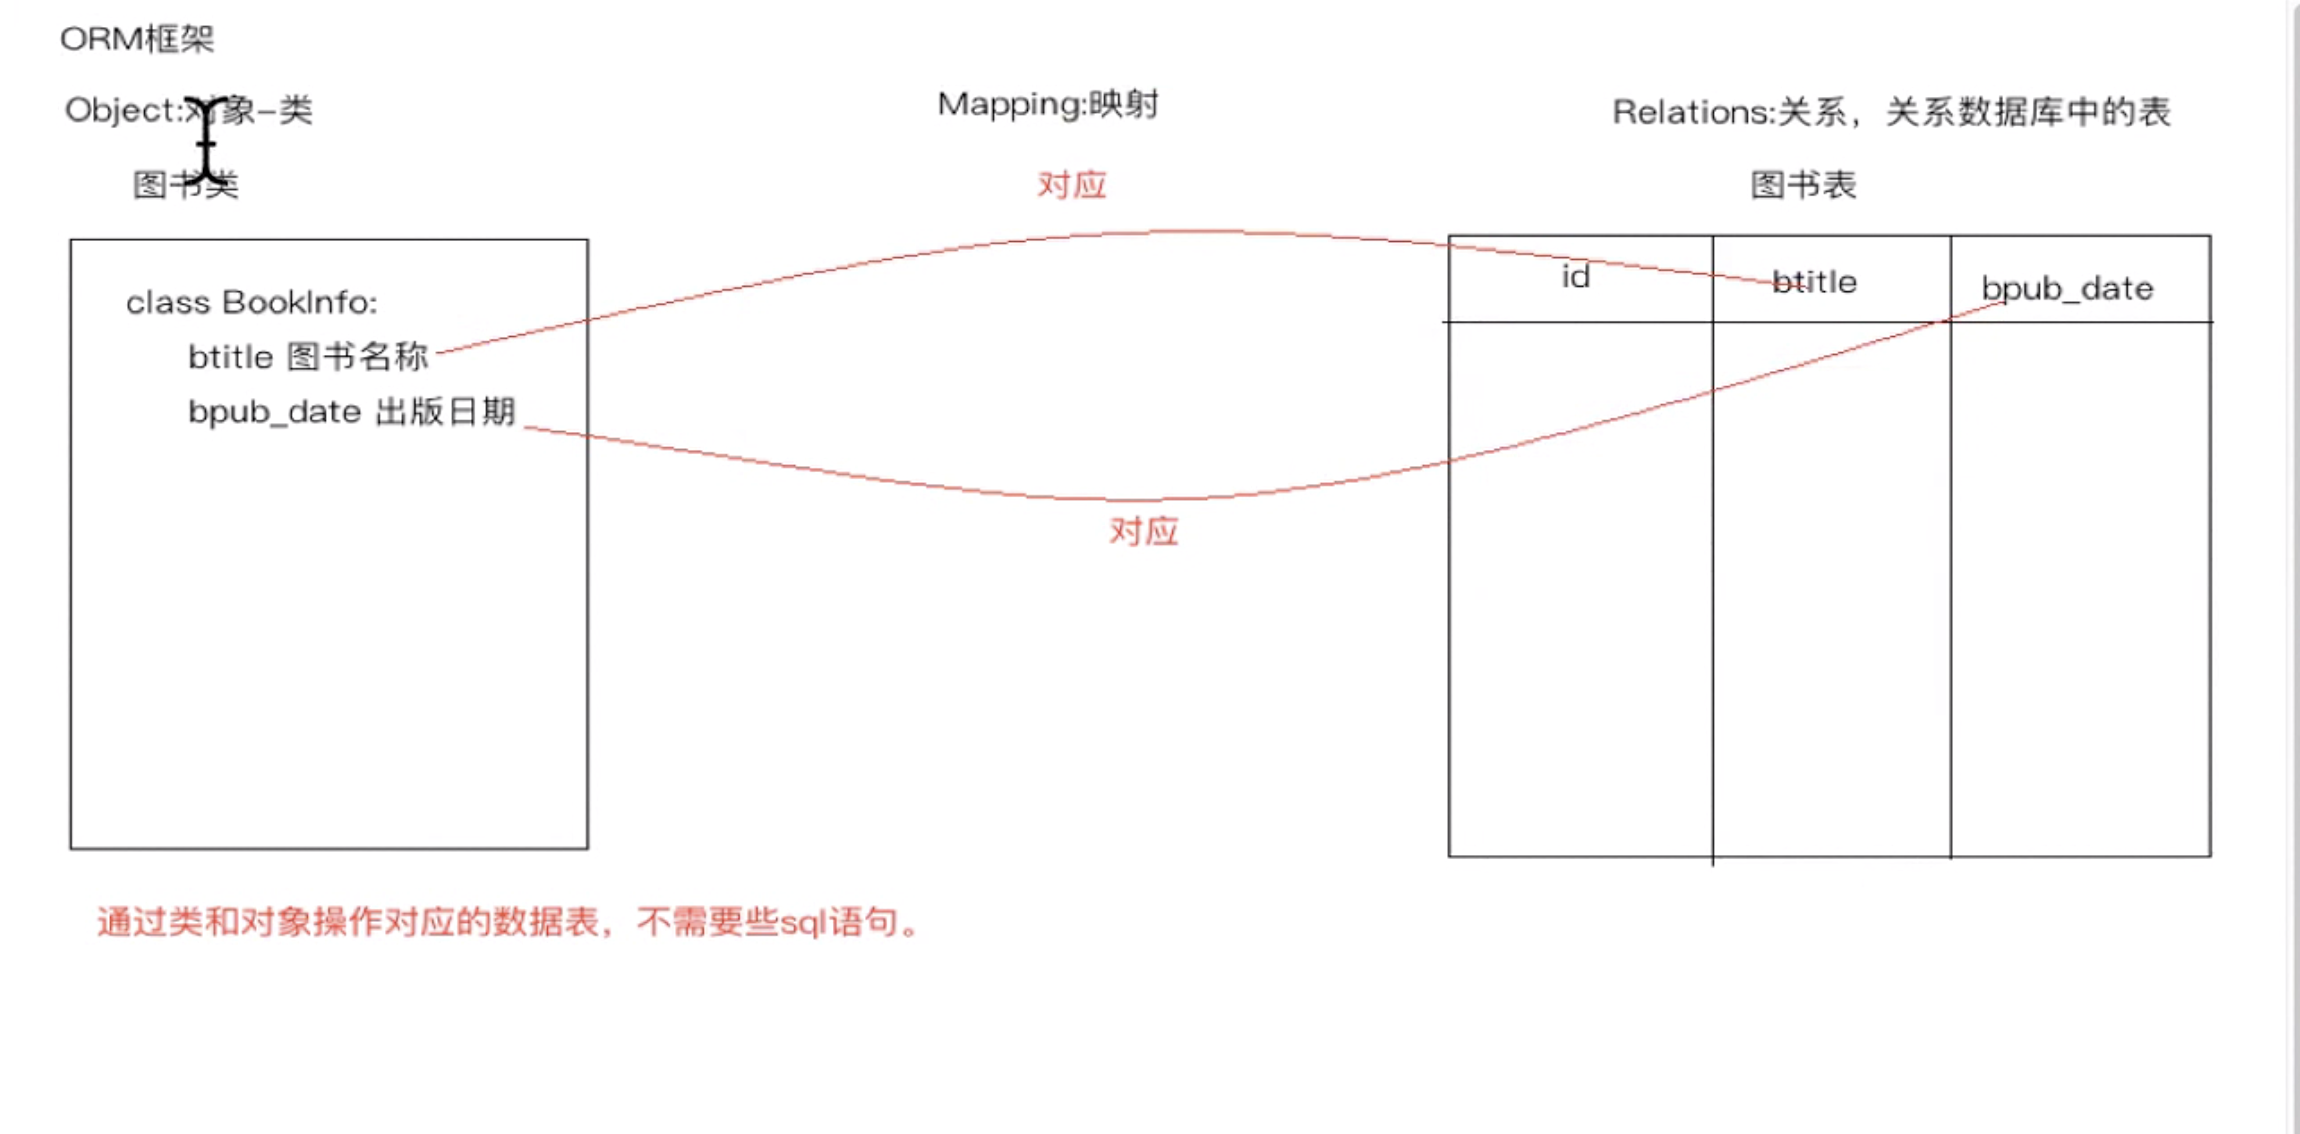 ORM框架
Object:对象-类
Mapping:映射
Relations:关系，关系数据库中的表
图书类
对应
图书表
class BookInfo:
btitle 图书名称
bpub_date 出版日期
id
btitle
bpub_date
对应
通过类和对象操作对应的数据表，不需要些sql语句。